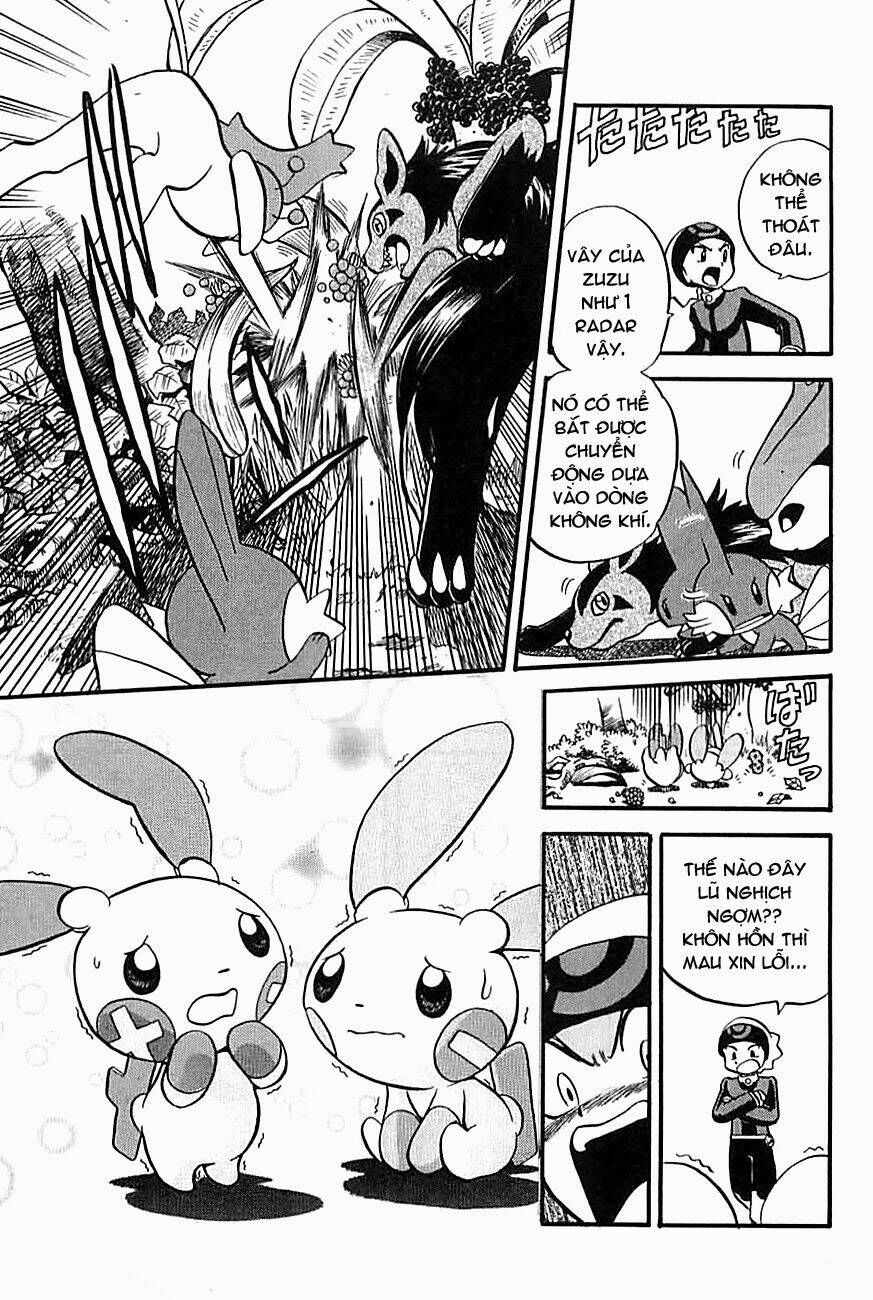 たたたたたた
KHÔNG
THỂ
THOÁT
ĐÂU.
VÂY CỦA
ZUZU
NHƯ 1
RADAR
VẬY.
NÓ CÓ THỂ
BẮT ĐƯỢC
CHUYỂN
ĐỘNG DỰA
VÀO DÒNG
KHÔNG KHÍ.
ばたっ
THẾ NÀO ĐÂY
LŨ NGHỊCH
NGỢM??
KHÔN HỒN THÌ
MAU XIN LỖI...